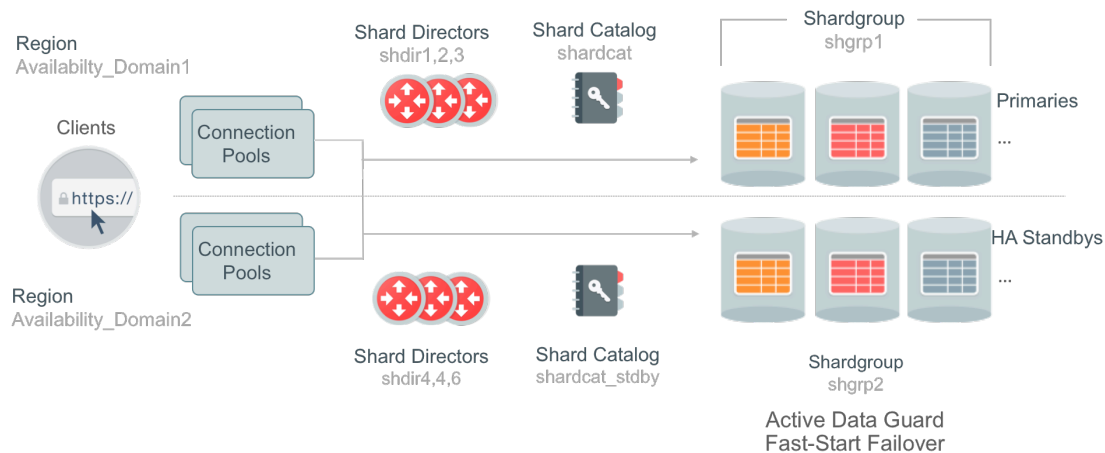 Region
Availabilty_Domain1
Shard Directors
shdir1,2,3
Shard Catalog
shardcat
Shardgroup
shgrp1
Clients
https://
Connection
Pools
Primaries
...
Connection
Pools
HA Standbys
...
Region
Availability_Domain2
Shard Directors
shdir4,4,6
Shard Catalog
shardcat_stdby
Shardgroup
shgrp2
Active Data Guard
Fast-Start Failover